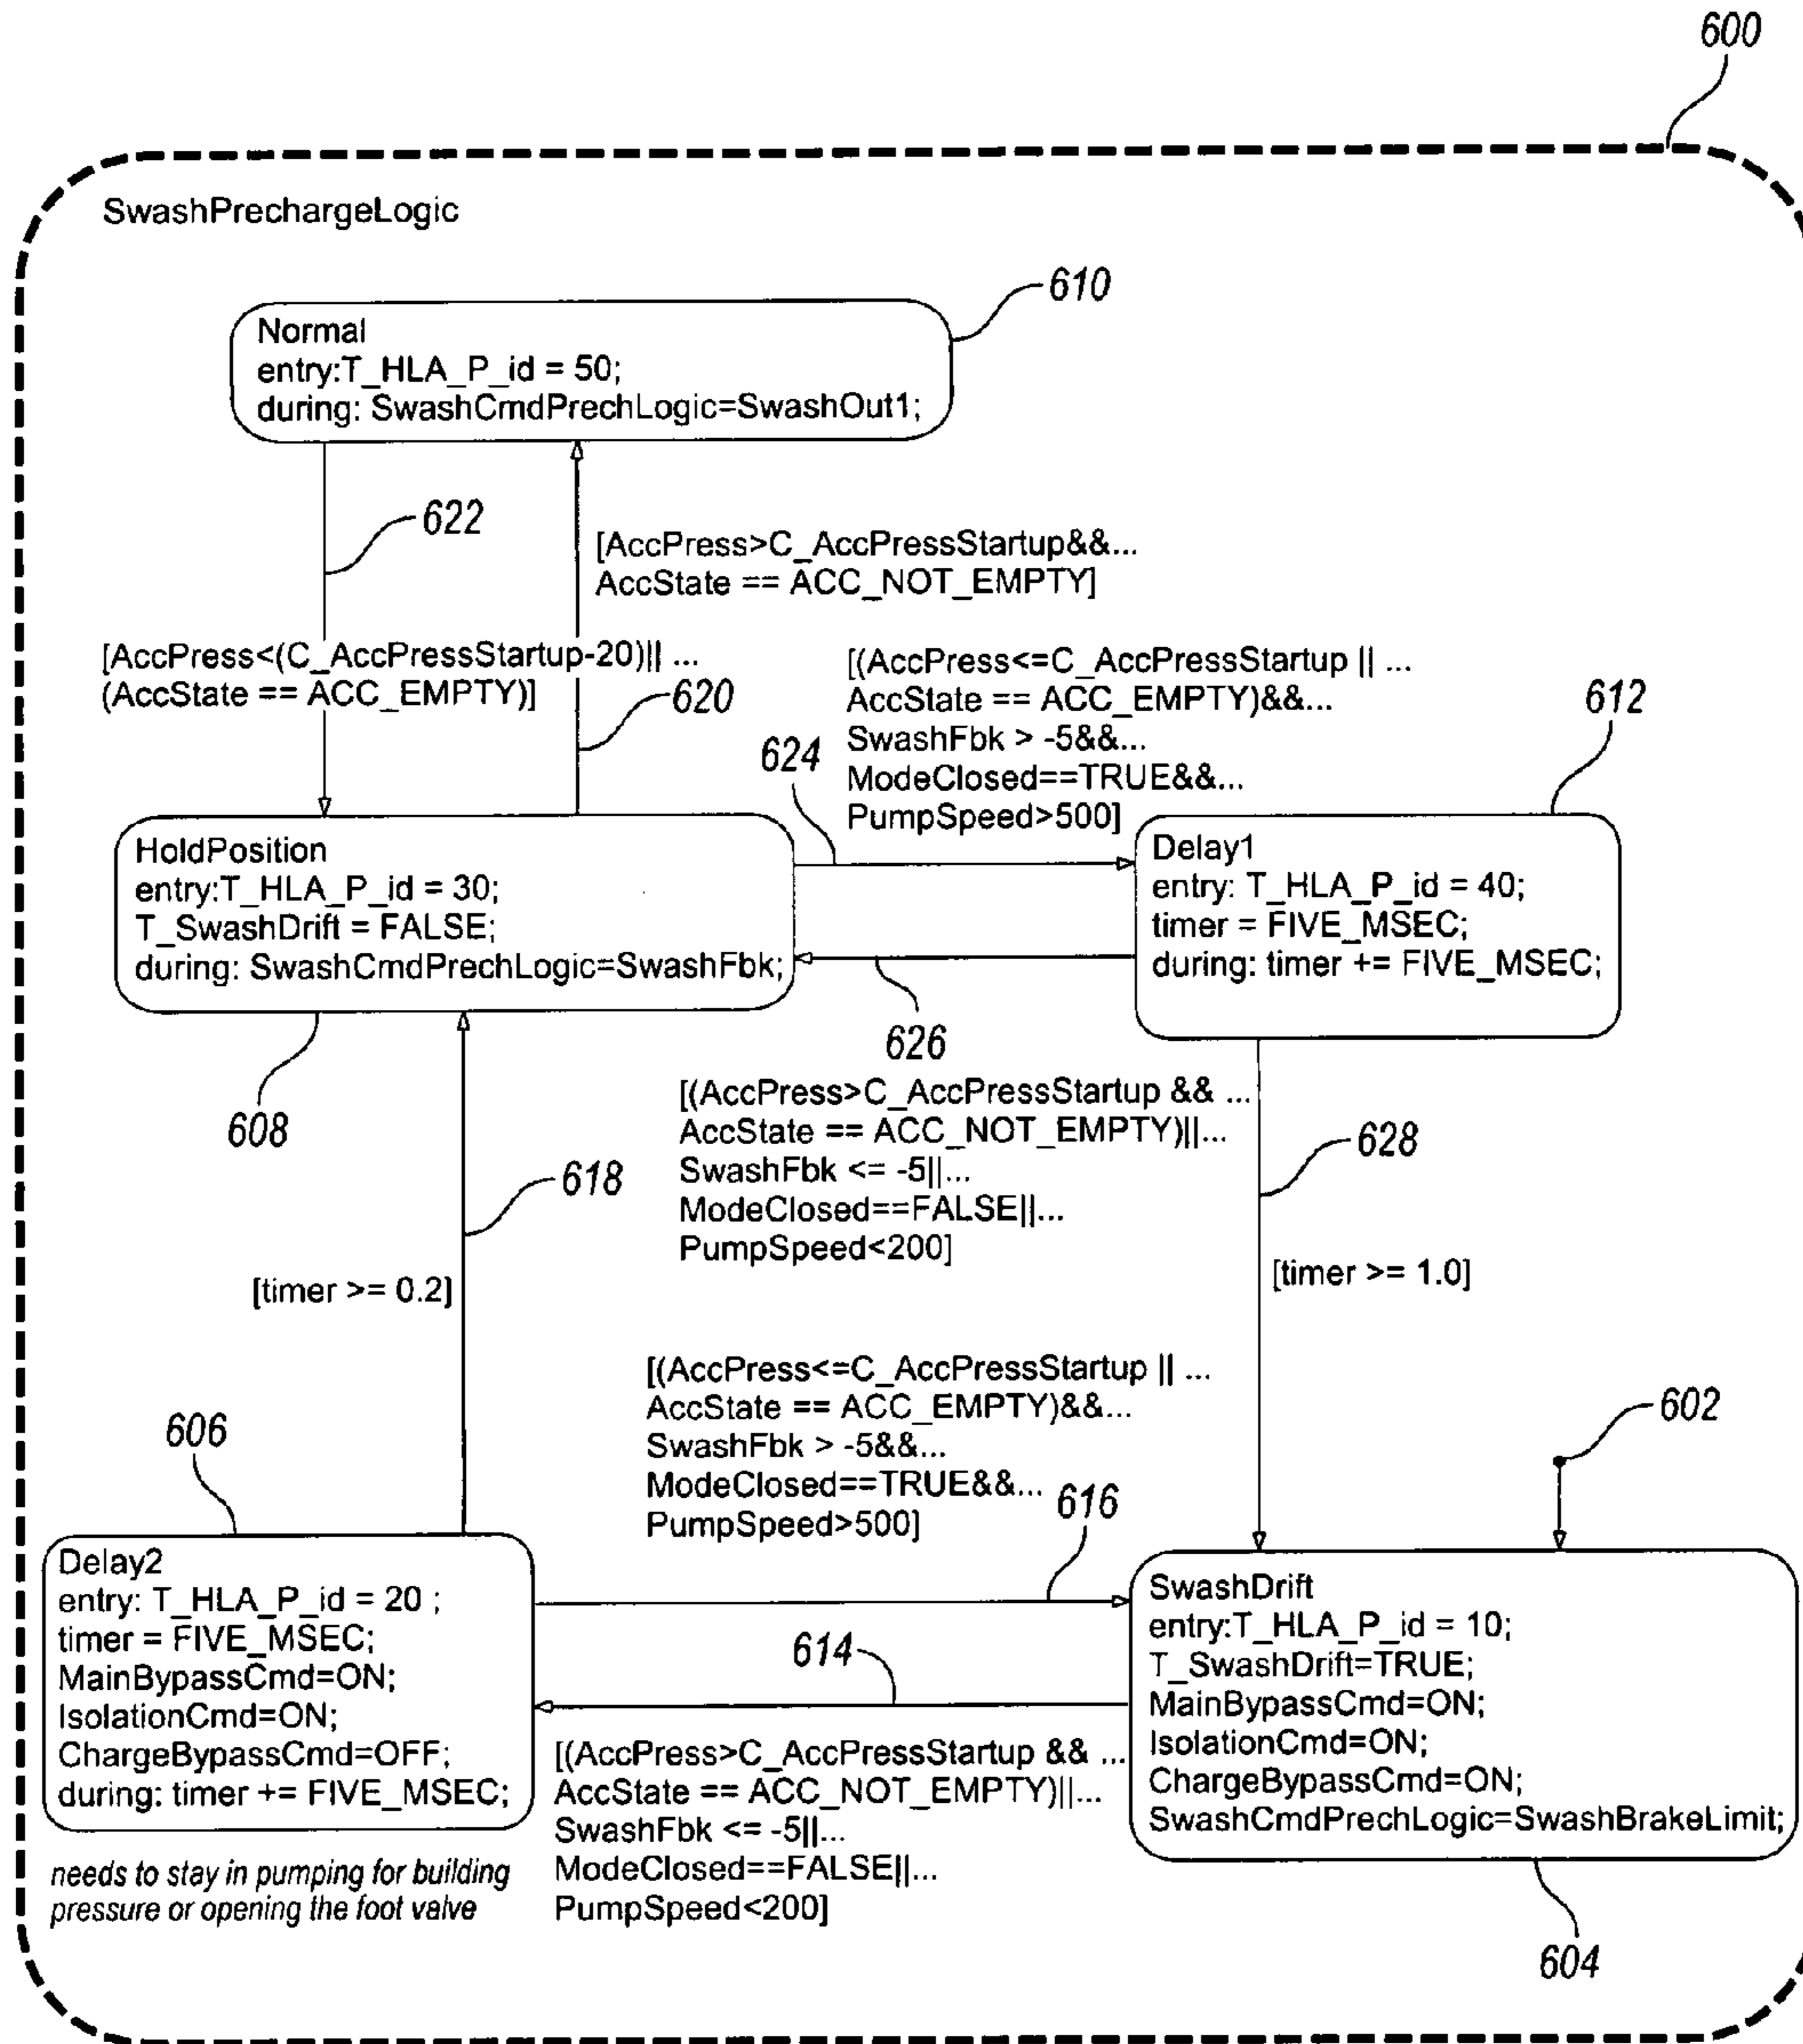 600
SwashPrechargeLogic
610
Normal
entry:T_HLA_P_id = 50;
during: SwashCmdPrechLogic=SwashOut1;
622
[AccPress>C_AccPressStartup&&...
AccState == ACC_NOT_EMPTY]
[AccPress<(C_AccPressStartup-20)|| ...
(AccState == ACC_EMPTY)]
620
[(AccPress<=C_AccPressStartup || ...
AccState == ACC_EMPTY)&&...
SwashFbk > -5&&...
ModeClosed==TRUE&&...
PumpSpeed>500]
624
612
HoldPosition
entry:T_HLA_P_id = 30;
T_SwashDrift = FALSE;
during: SwashCmdPrechLogic=SwashFbk;
Delay1
entry: T_HLA_P_id = 40;
timer = FIVE_MSEC;
during: timer += FIVE_MSEC;
626
608
[(AccPress>C_AccPressStartup && ...
AccState == ACC_NOT_EMPTY)||...
SwashFbk <= -5||...
ModeClosed==FALSE||...
PumpSpeed<200]
628
618
[timer >= 0.2]
[timer >= 1.0]
[(AccPress<=C_AccPressStartup || ...
AccState == ACC_EMPTY)&&...
SwashFbk > -5&&...
ModeClosed==TRUE&&...
PumpSpeed>500]
602
606
616
Delay2
entry: T_HLA_P_id = 20 ;
timer = FIVE_MSEC;
MainBypassCmd=ON;
IsolationCmd=ON;
ChargeBypassCmd=OFF;
during: timer += FIVE_MSEC;
614
SwashDrift
entry:T_HLA_P_id = 10;
T_SwashDrift=TRUE;
MainBypassCmd=ON;
IsolationCmd=ON;
ChargeBypassCmd=ON;
SwashCmdPrechLogic=SwashBrakeLimit;
[(AccPress>C_AccPressStartup && ...
AccState == ACC_NOT_EMPTY)||...
SwashFbk <= -5||...
ModeClosed==FALSE||...
PumpSpeed<200]
needs to stay in pumping for building
pressure or opening the foot valve
604